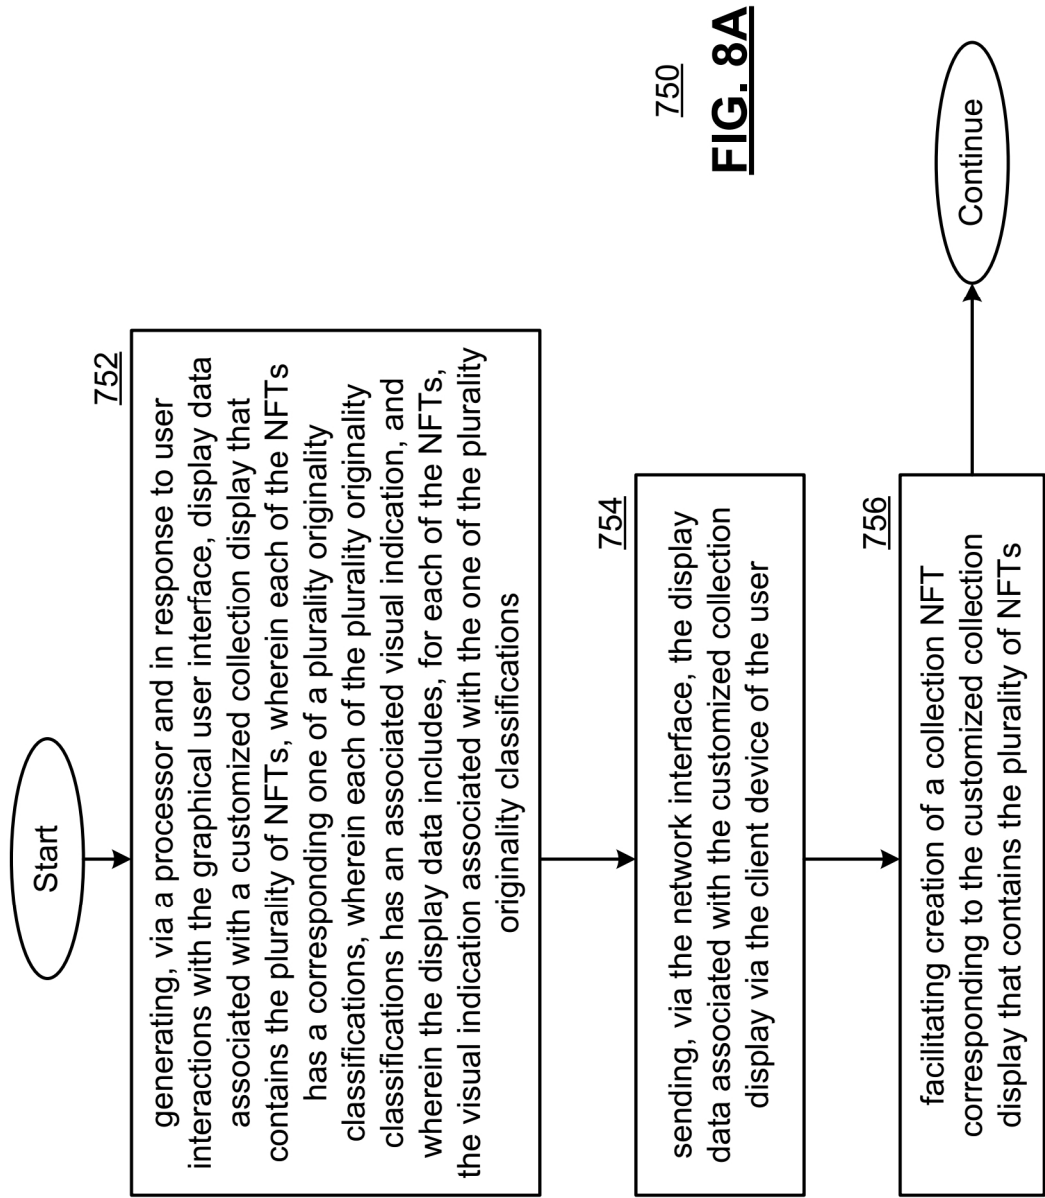 Start
752
generating, via a processor and in response to user
interactions with the graphical user interface, display data
associated with a customized collection display that
contains the plurality of NFTs, wherein each of the NFTs
has a corresponding one of a plurality originality
classifications, wherein each of the plurality originality
classifications has an associated visual indication, and
wherein the display data includes, for each of the NFTs,
the visual indication associated with the one of the plurality
originality classifications
754
sending, via the network interface, the display
data associated with the customized collection
display via the client device of the user
756
facilitating creation of a collection NFT
corresponding to the customized collection
display that contains the plurality of NFTs
Continue
750
FIG. 8A